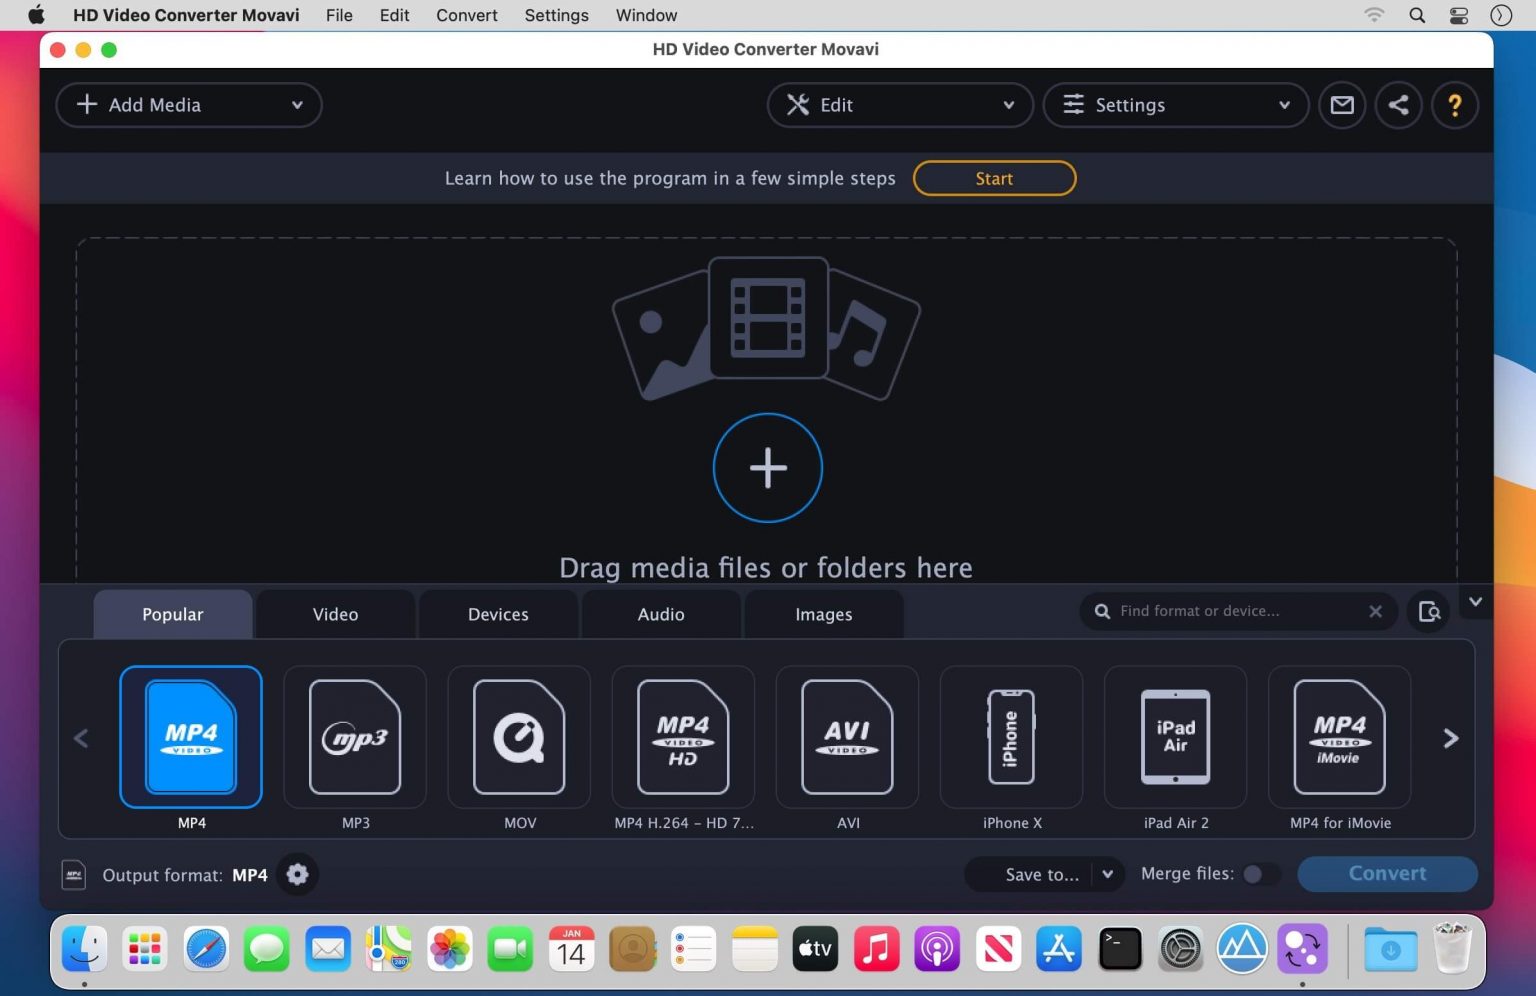 HD Video Converter Movavi File Edit Convert Settings Window
HD Video Converter Movavi
Add Media Edit Settings ?
Learn how to use the program in a few simple steps Start
Drag media files or folders here
Popular Video Devices Audio Images Find format or device...
MP4 VIDEO
mp3
MP4 VIDEO HD
AVI VIDEO
iPhone
iPad Air
MP4 VIDEO iMovie
MP4 MP3 MOV MP4 H.264 – HD 7... AVI iPhone X iPad Air 2 MP4 for iMovie
Output format: MP4 Save to... Merge files: Convert
JAN
14
280
tv
>_